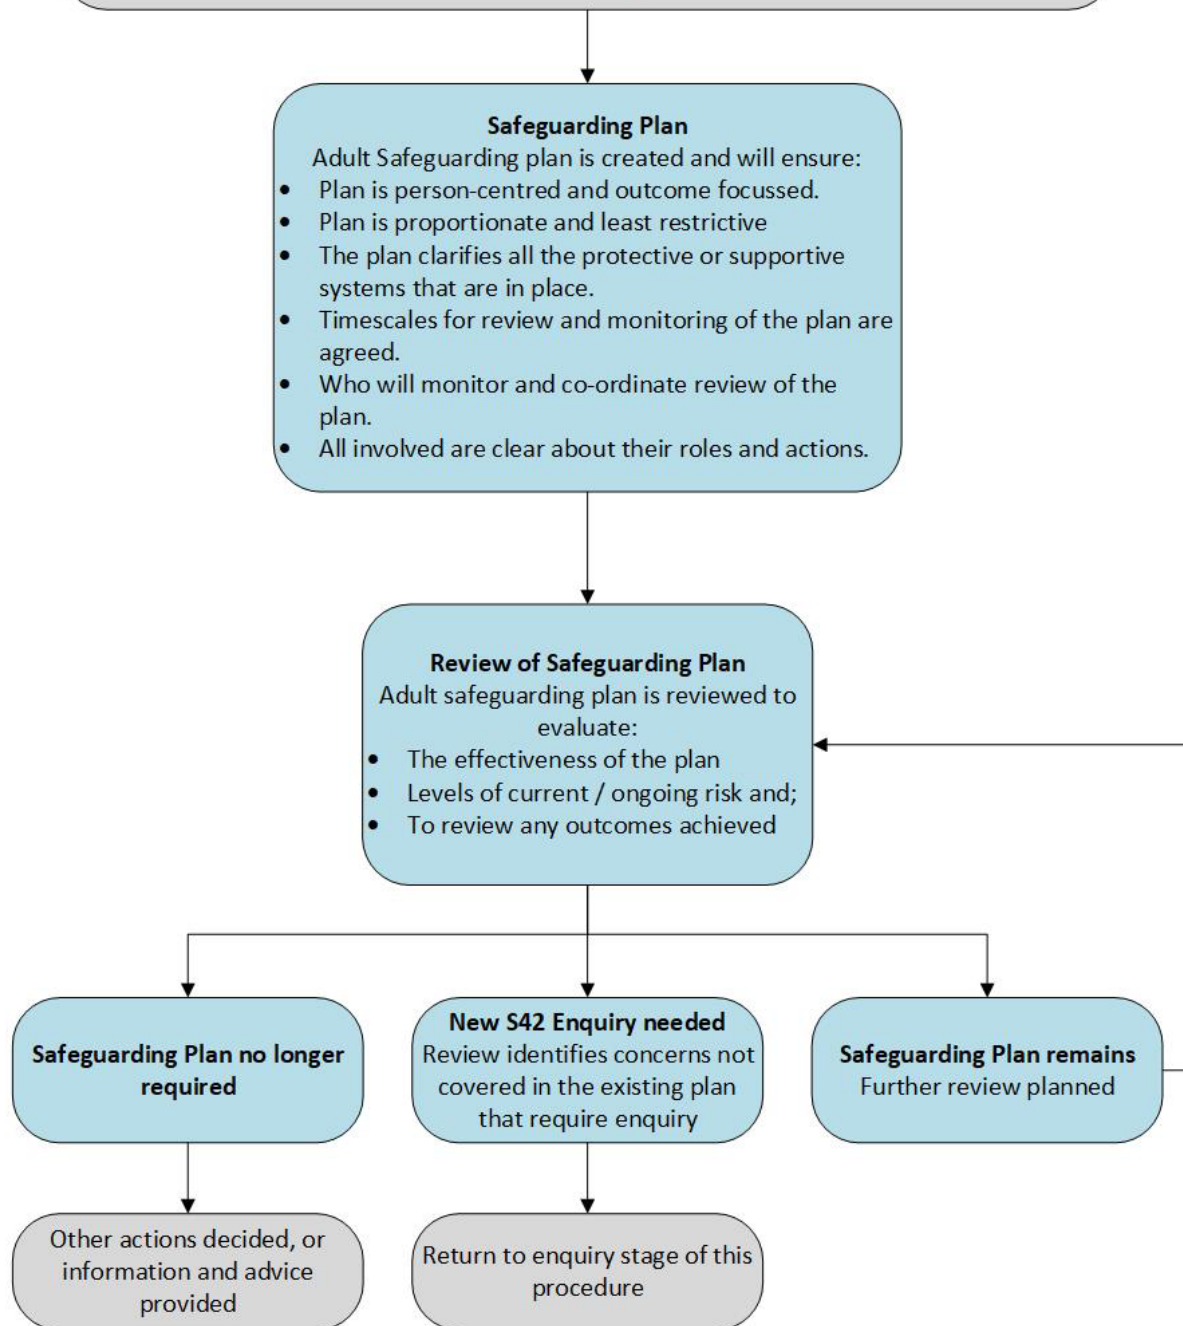 Safeguarding Plan
Adult Safeguarding plan is created and will ensure:
• Plan is person-centred and outcome focussed.
• Plan is proportionate and least restrictive
• The plan clarifies all the protective or supportive
systems that are in place.
• Timescales for review and monitoring of the plan are
agreed.
• Who will monitor and co-ordinate review of the
plan.
• All involved are clear about their roles and actions.
Review of Safeguarding Plan
Adult safeguarding plan is reviewed to
evaluate:
• The effectiveness of the plan
• Levels of current / ongoing risk and;
• To review any outcomes achieved
Safeguarding Plan no longer
required
New S42 Enquiry needed
Review identifies concerns not
covered in the existing plan
that require enquiry
Safeguarding Plan remains
Further review planned
Other actions decided, or
information and advice
provided
Return to enquiry stage of this
procedure